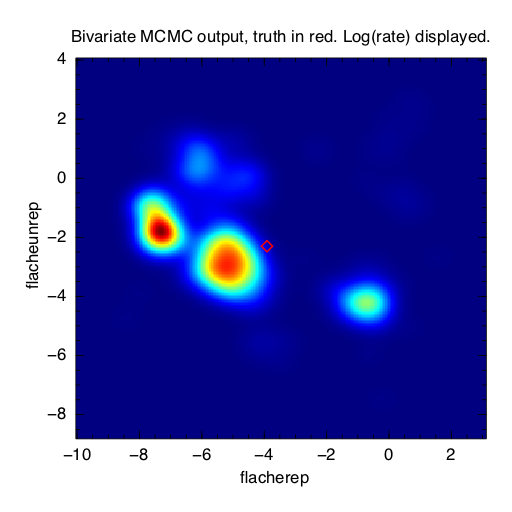 Bivariate MCMC output, truth in red. Log(rate) displayed.
4
2
0
−2
−4
−6
−8
flacheunrep
−10 −8 −6 −4 −2 0 2
flacherep